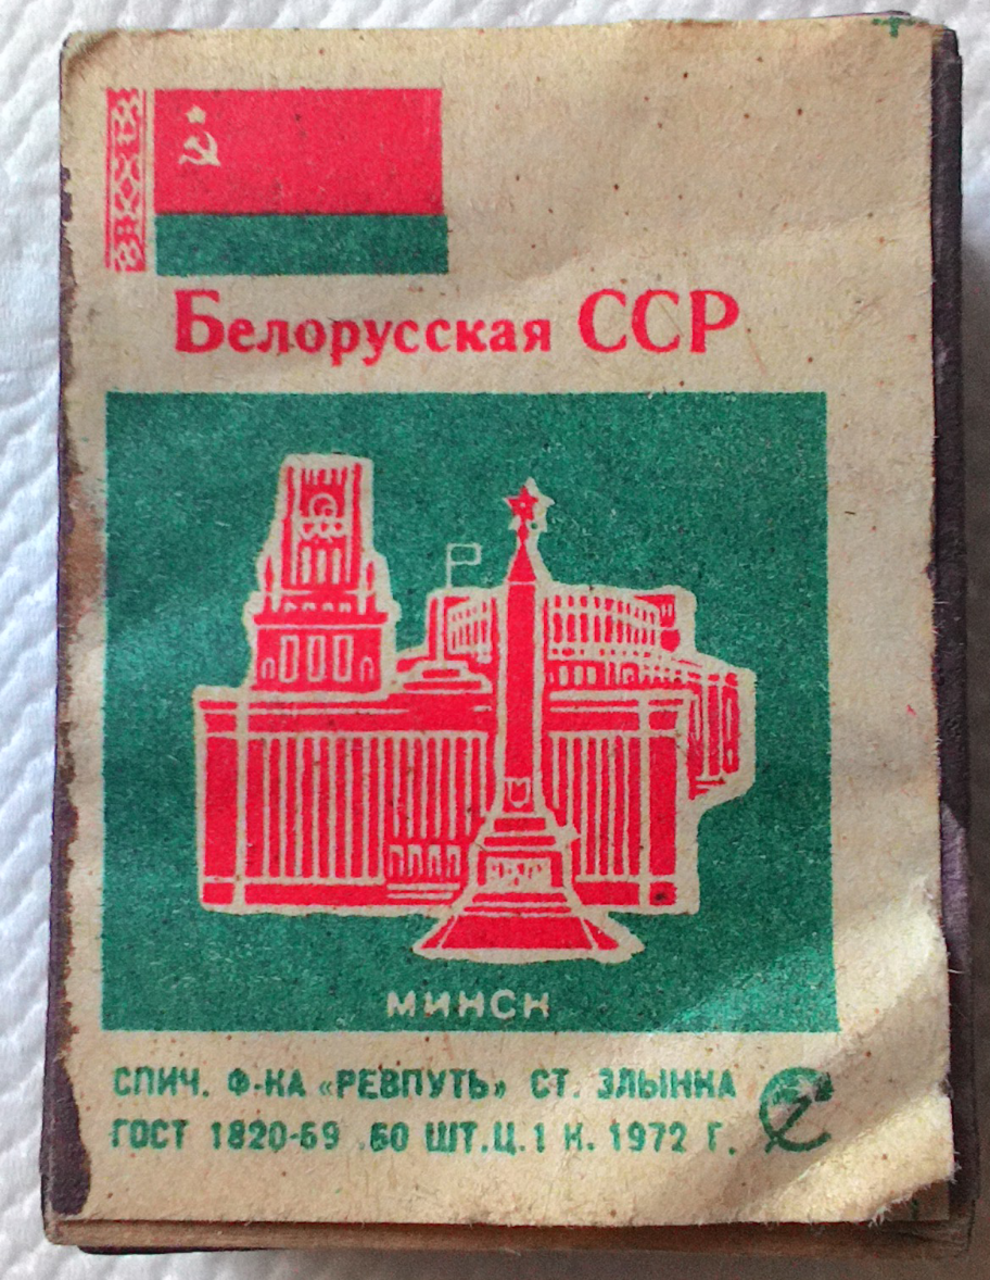 Белорусская ССР
МИНСК
СПИЧ. Ф-КА «РЕВПУТЬ» СТ. ЗЛЫНКА
ГОСТ 1820-69 .60 ШТ.Ц.1 К. 1972 Г.